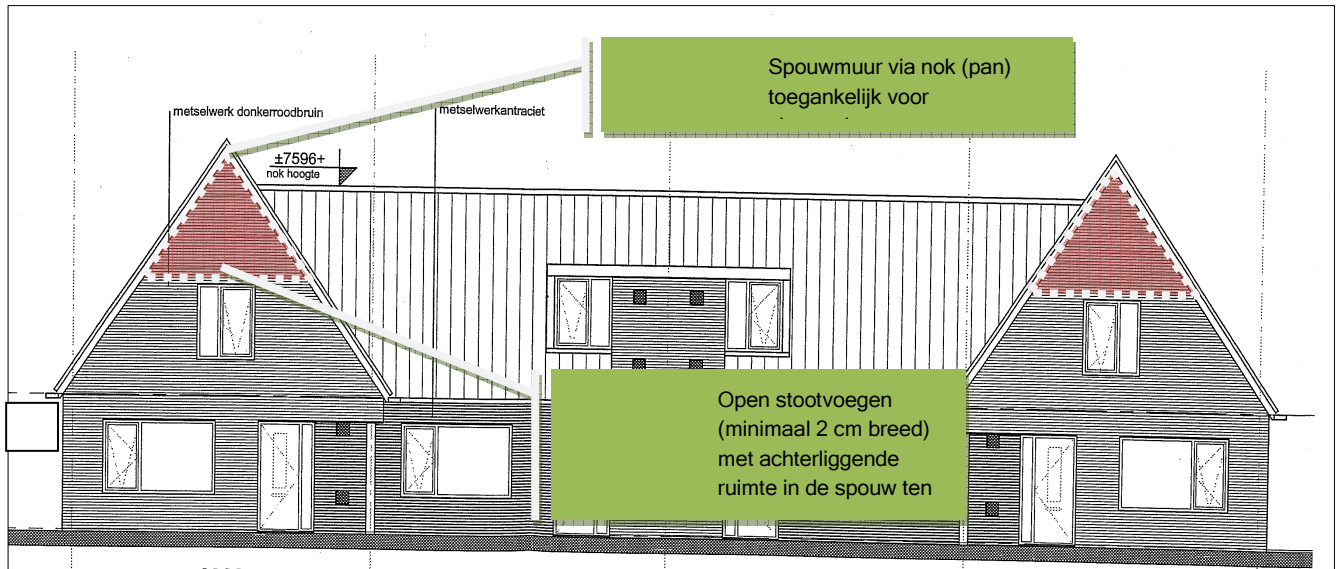 Spouwmuur via nok (pan)
toegankelijk voor
metselwerk donkerroodbruin
metselwerkantraciet
±7596+
nok hoogte
Open stootvoegen
(minimaal 2 cm breed)
met achterliggende
ruimte in de spouw ten